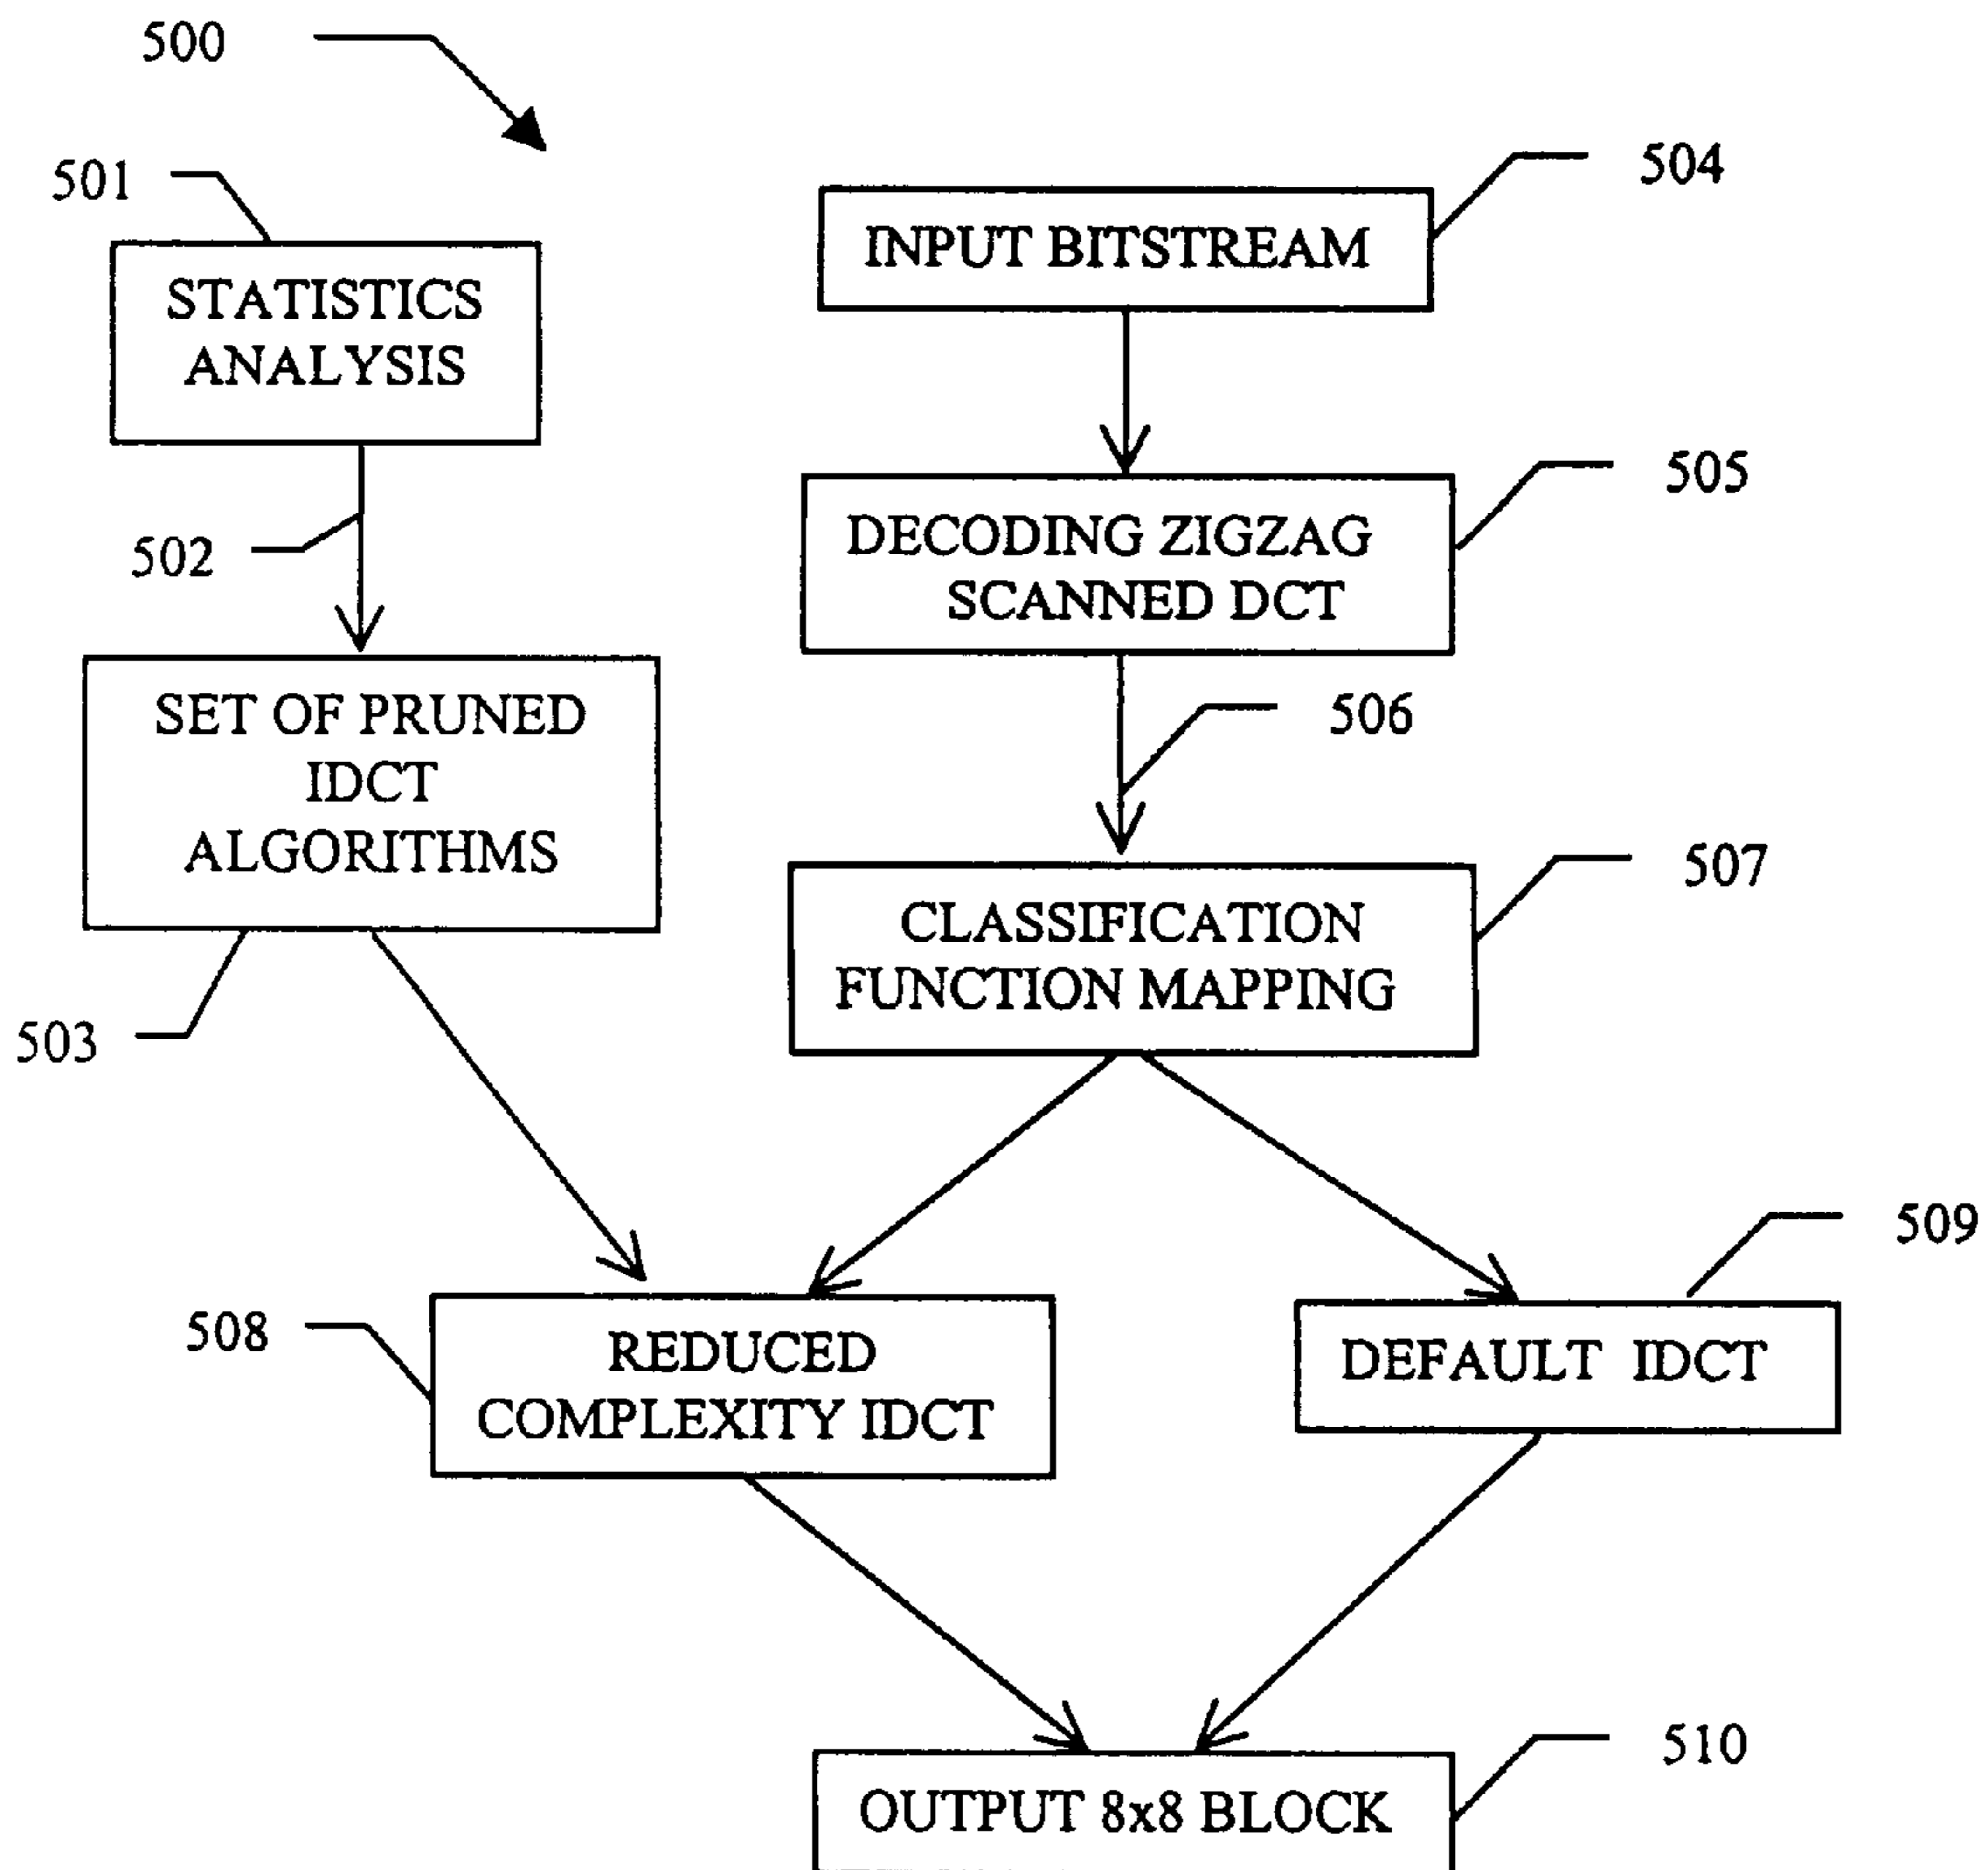 500
501
504
INPUT BITSTREAM
STATISTICS
ANALYSIS
505
DECODING ZIGZAG
SCANNED DCT
502
506
SET OF PRUNED
IDCT
ALGORITHMS
507
CLASSIFICATION
FUNCTION MAPPING
503
509
508
REDUCED
COMPLEXITY IDCT
DEFAULT IDCT
510
OUTPUT 8x8 BLOCK